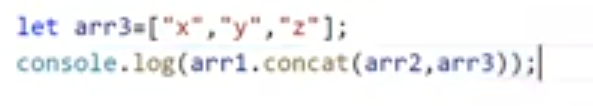 let arr3=["x","y","z"];
console.log(arr1.concat(arr2,arr3));